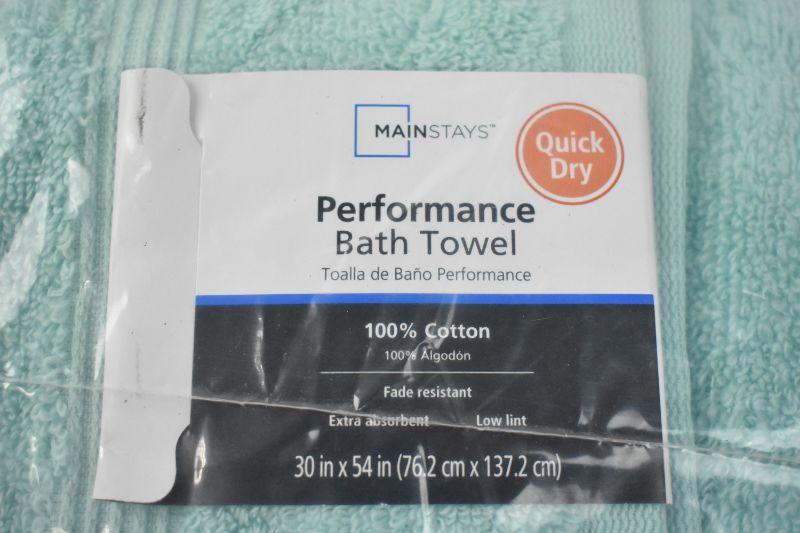 MAINSTAYS™
Quick
Dry
Performance
Bath Towel
Toalla de Baño Performance
100% Cotton
100% Algodón
Fade resistant
Extra absorbent Low lint
30 in x 54 in (76.2 cm x 137.2 cm)